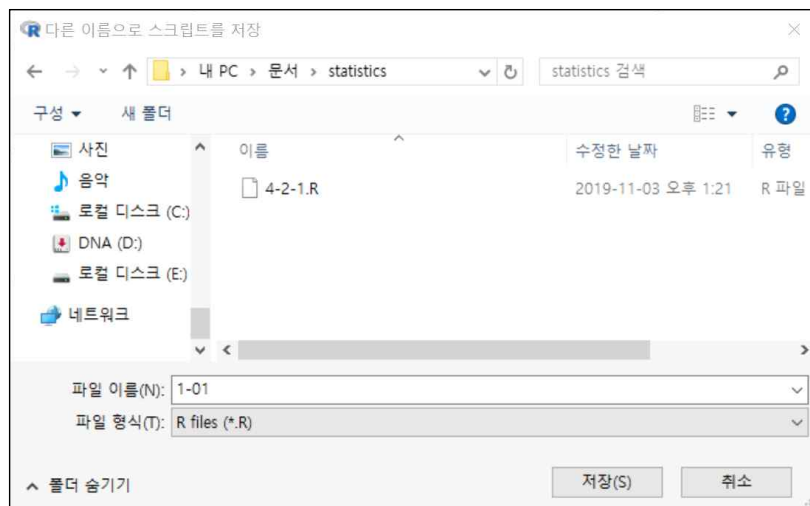 다른 이름으로 스크립트를 저장
내 PC > 문서 > statistics
statistics 검색
구성 새 폴더
이름 수정한 날짜 유형
4-2-1.R 2019-11-03 오후 1:21 R 파일
사진
음악
로컬 디스크 (C:)
DNA (D:)
로컬 디스크 (E:)
네트워크
파일 이름(N): 1-01
파일 형식(T): R files (*.R)
폴더 숨기기
저장(S) 취소